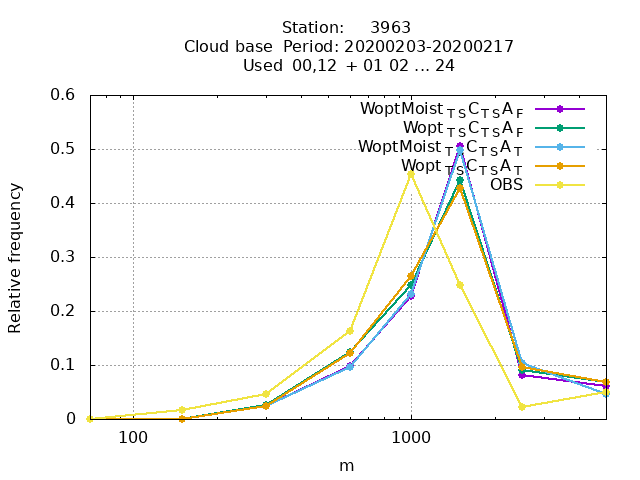 Station: 3963
Cloud base Period: 20200203-20200217
Used 00,12 + 01 02 ... 24
0.6
0.5
0.4
0.3
0.2
0.1
0
Relative frequency
WoptMoist TS C TS A F
Wopt TS C TS A F
WoptMoist TS C TS A T
Wopt TS C TS A T
OBS
100
1000
m